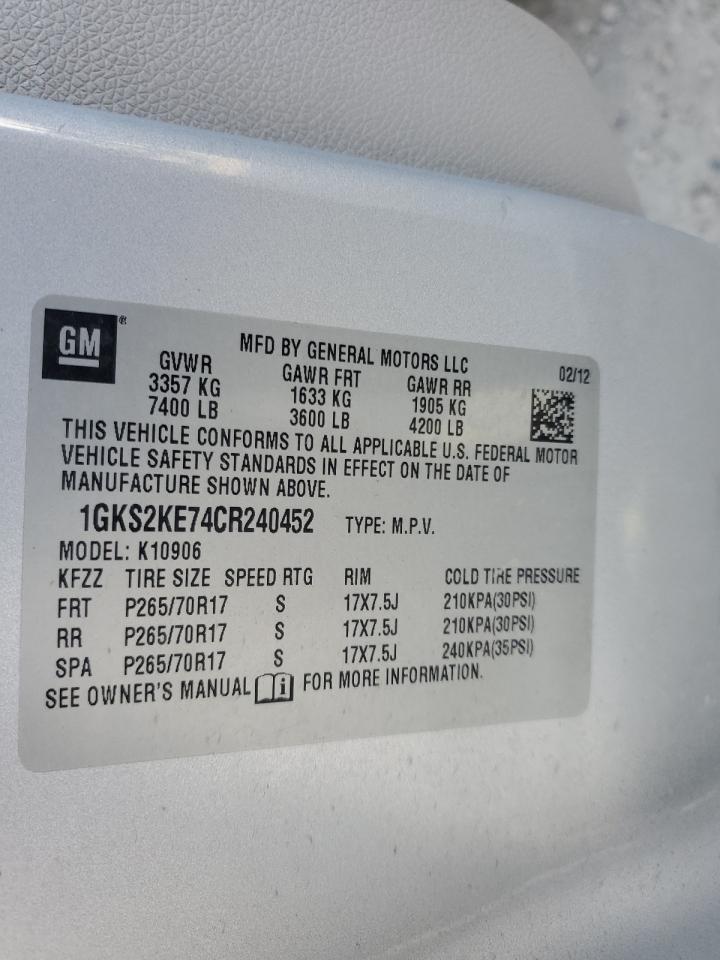 GM®
MFD BY GENERAL MOTORS LLC 02/12
GVWR GAWR FRT GAWR RR
3357 KG 1633 KG 1905 KG
7400 LB 3600 LB 4200 LB
THIS VEHICLE CONFORMS TO ALL APPLICABLE U.S. FEDERAL MOTOR
VEHICLE SAFETY STANDARDS IN EFFECT ON THE DATE OF
MANUFACTURE SHOWN ABOVE.
1GKS2KE74CR240452 TYPE: M.P.V.
MODEL: K10906
KFZZ TIRE SIZE SPEED RTG RIM COLD TIRE PRESSURE
FRT P265/70R17 S 17X7.5J 210KPA(30PSI)
RR P265/70R17 S 17X7.5J 210KPA(30PSI)
SPA P265/70R17 S 17X7.5J 240KPA(35PSI)
SEE OWNER'S MANUAL i FOR MORE INFORMATION.